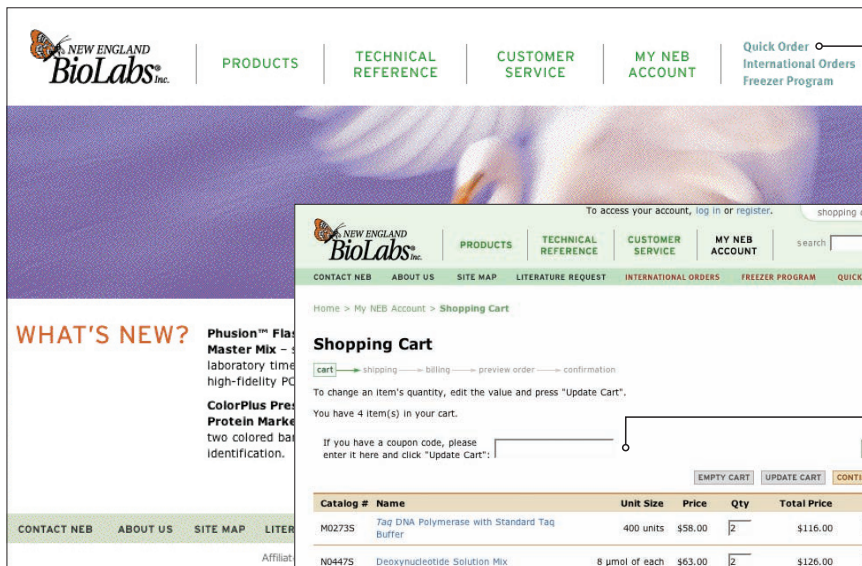 NEW ENGLAND
BioLabs® Inc.
PRODUCTS
TECHNICAL
REFERENCE
CUSTOMER
SERVICE
MY NEB
ACCOUNT
Quick Order
International Orders
Freezer Program
WHAT'S NEW?
Phusion™ Flas
Master Mix –
laboratory time
high-fidelity PC
ColorPlus Pres
Protein Marke
two colored bar
identification.
CONTACT NEB ABOUT US SITE MAP LITER
Affiliat
To access your account, log in or register.
shopping
NEW ENGLAND
BioLabs® Inc.
PRODUCTS
TECHNICAL
REFERENCE
CUSTOMER
SERVICE
MY NEB
ACCOUNT
search
CONTACT NEB ABOUT US SITE MAP LITERATURE REQUEST INTERNATIONAL ORDERS FREEZER PROGRAM QUICK
Home > My NEB Account > Shopping Cart
Shopping Cart
cart shipping billing preview order confirmation
To change an item's quantity, edit the value and press "Update Cart".
You have 4 item(s) in your cart.
If you have a coupon code, please
enter it here and click "Update Cart":
EMPTY CART UPDATE CART CONTI
Catalog # Name Unit Size Price Qty Total Price
M0273S Taq DNA Polymerase with Standard Taq
Buffer 400 units $58.00 2 $116.00
N0447S Deoxynucleotide Solution Mix 8 µmol of each $63.00 2 $126.00